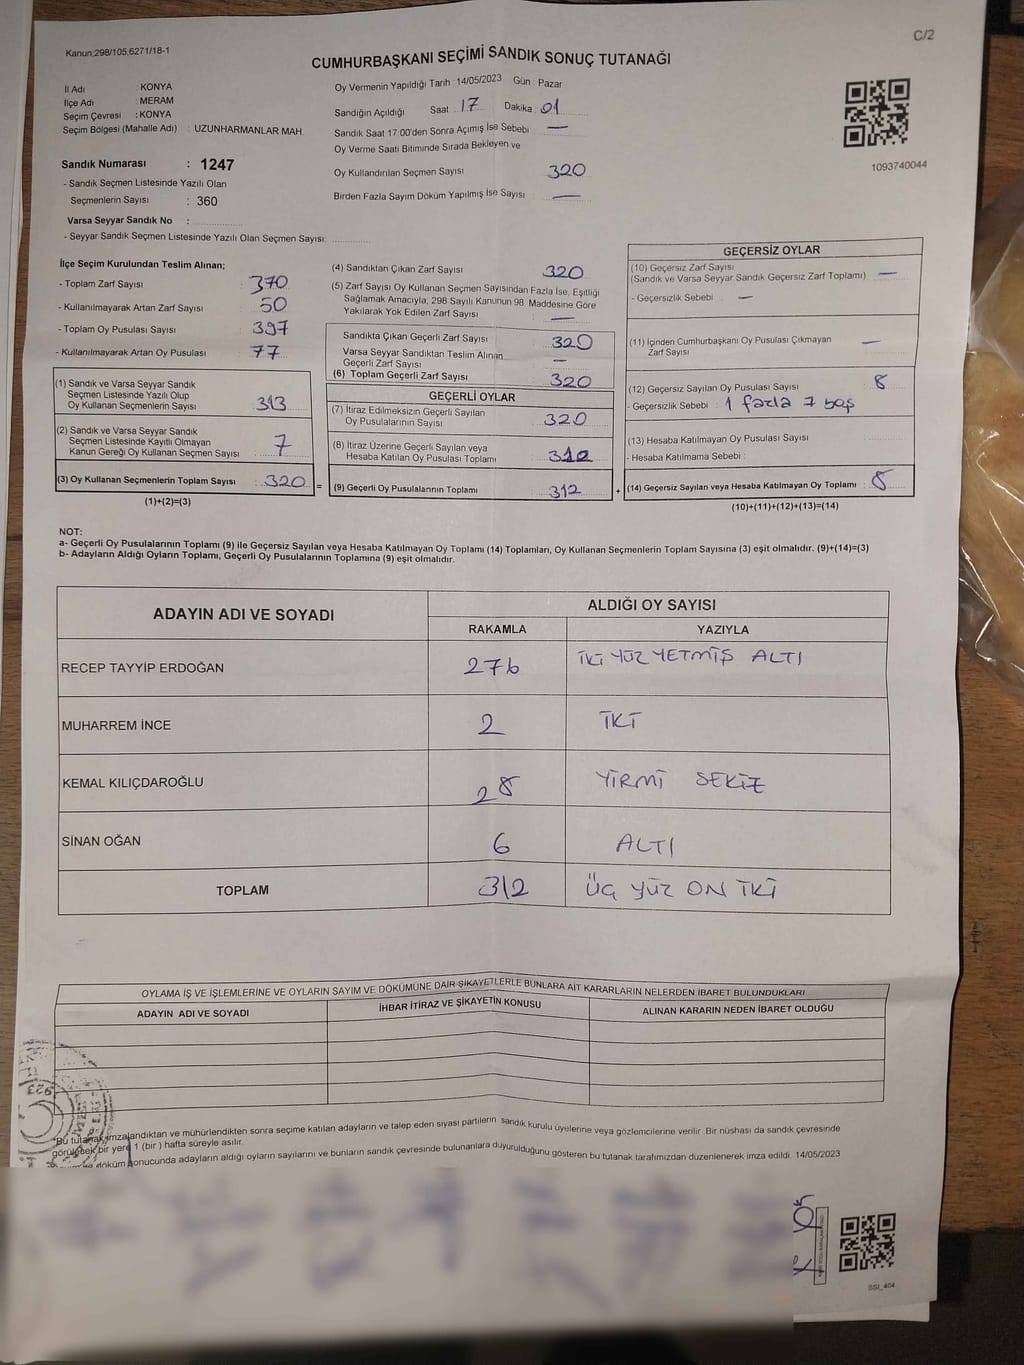 C/2
Kanun:298/105;6271/18-1
CUMHURBAŞKANI SEÇİMİ SANDIK SONUÇ TUTANAĞI
İl Adı : KONYA
İlçe Adı : MERAM
Seçim Çevresi : KONYA
Seçim Bölgesi (Mahalle Adı) : UZUNHARMANLAR MAH.
Sandık Numarası : 1247
- Sandık Seçmen Listesinde Yazılı Olan
Seçmenlerin Sayısı : 360
Varsa Seyyar Sandık No :
- Seyyar Sandık Seçmen Listesinde Yazılı Olan Seçmen Sayısı:
Oy Vermenin Yapıldığı Tarih : 14/05/2023 Gün : Pazar
Sandığın Açıldığı Saat : 17 Dakika : 01
Sandık Saat 17:00'den Sonra Açımış İse Sebebi : —
Oy Verme Saati Bitiminde Sırada Bekleyen ve
Oy Kullandırılan Seçmen Sayısı : 320
Birden Fazla Sayım Döküm Yapılmış İse Sayısı : —
1093740044
İlçe Seçim Kurulundan Teslim Alınan;
- Toplam Zarf Sayısı : 370
- Kullanılmayarak Artan Zarf Sayısı : 50
- Toplam Oy Pusulası Sayısı : 397
- Kullanılmayarak Artan Oy Pusulası : 77
(1) Sandık ve Varsa Seyyar Sandık
Seçmen Listesinde Yazılı Olup
Oy Kullanan Seçmenlerin Sayısı : 313
(2) Sandık ve Varsa Seyyar Sandık
Seçmen Listesinde Kayıtlı Olmayan
Kanun Gereği Oy Kullanan Seçmen Sayısı : 7
(3) Oy Kullanan Seçmenlerin Toplam Sayısı : 320 =
(1)+(2)=(3)
(4) Sandıktan Çıkan Zarf Sayısı : 320
(5) Zarf Sayısı Oy Kullanan Seçmen Sayısından Fazla İse, Eşitliği
Sağlamak Amacıyla, 298 Sayılı Kanunun 98. Maddesine Göre
Yakılarak Yok Edilen Zarf Sayısı : —
Sandıkta Çıkan Geçerli Zarf Sayısı : 320
Varsa Seyyar Sandıktan Teslim Alınan
Geçerli Zarf Sayısı : —
(6) Toplam Geçerli Zarf Sayısı : 320
GEÇERLİ OYLAR
(7) İtiraz Edilmeksizin Geçerli Sayılan
Oy Pusulalarının Sayısı : 320
(8) İtiraz Üzerine Geçerli Sayılan veya
Hesaba Katılan Oy Pusulası Toplamı : 312
(9) Geçerli Oy Pusulalarının Toplamı : 312 +
GEÇERSİZ OYLAR
(10) Geçersiz Zarf Sayısı
(Sandık ve Varsa Seyyar Sandık Geçersiz Zarf Toplamı) : —
- Geçersizlik Sebebi : —
(11) İçinden Cumhurbaşkanı Oy Pusulası Çıkmayan
Zarf Sayısı : —
(12) Geçersiz Sayılan Oy Pusulası Sayısı : 8
- Geçersizlik Sebebi : 1 fazla 7 boş
(13) Hesaba Katılmayan Oy Pusulası Sayısı :
- Hesaba Katılmama Sebebi :
(14) Geçersiz Sayılan veya Hesaba Katılmayan Oy Toplamı : 8
(10)+(11)+(12)+(13)=(14)
NOT:
a- Geçerli Oy Pusulalarının Toplamı (9) ile Geçersiz Sayılan veya Hesaba Katılmayan Oy Toplamı (14) Toplamları, Oy Kullanan Seçmenlerin Toplam Sayısına (3) eşit olmalıdır. (9)+(14)=(3)
b- Adayların Aldığı Oyların Toplamı, Geçerli Oy Pusulalarının Toplamına (9) eşit olmalıdır.
ADAYIN ADI VE SOYADI ALDIĞI OY SAYISI
RAKAMLA YAZIYLA
RECEP TAYYİP ERDOĞAN 276 İKİ YÜZ YETMİŞ ALTI
MUHARREM İNCE 2 İKİ
KEMAL KILIÇDAROĞLU 28 YİRMİ SEKİZ
SİNAN OĞAN 6 ALTI
TOPLAM 312 ÜÇ YÜZ ON İKİ
OYLAMA İŞ VE İŞLEMLERİNE VE OYLARIN SAYIM VE DÖKÜMÜNE DAİR ŞİKAYETLERLE BUNLARA AİT KARARLARIN NELERDEN İBARET BULUNDUKLARI
ADAYIN ADI VE SOYADI İHBAR İTİRAZ VE ŞİKAYETİN KONUSU ALINAN KARARIN NEDEN İBARET OLDUĞU
923
*Bu tutanak imzalandıktan ve mühürlendikten sonra seçime katılan adayların ve talep eden siyasi partilerin sandık kurulu üyelerine veya gözlemcilerine verilir. Bir nüshası da sandık çevresinde
görülecek bir yere 1 (bir) hafta süreyle asılır.
döküm sonucunda adayların aldığı oyların sayılarını ve bunların sandık çevresinde bulunanlara duyurulduğunu gösteren bu tutanak tarafımızdan düzenlenerek imza edildi. 14/05/2023
SSI_404